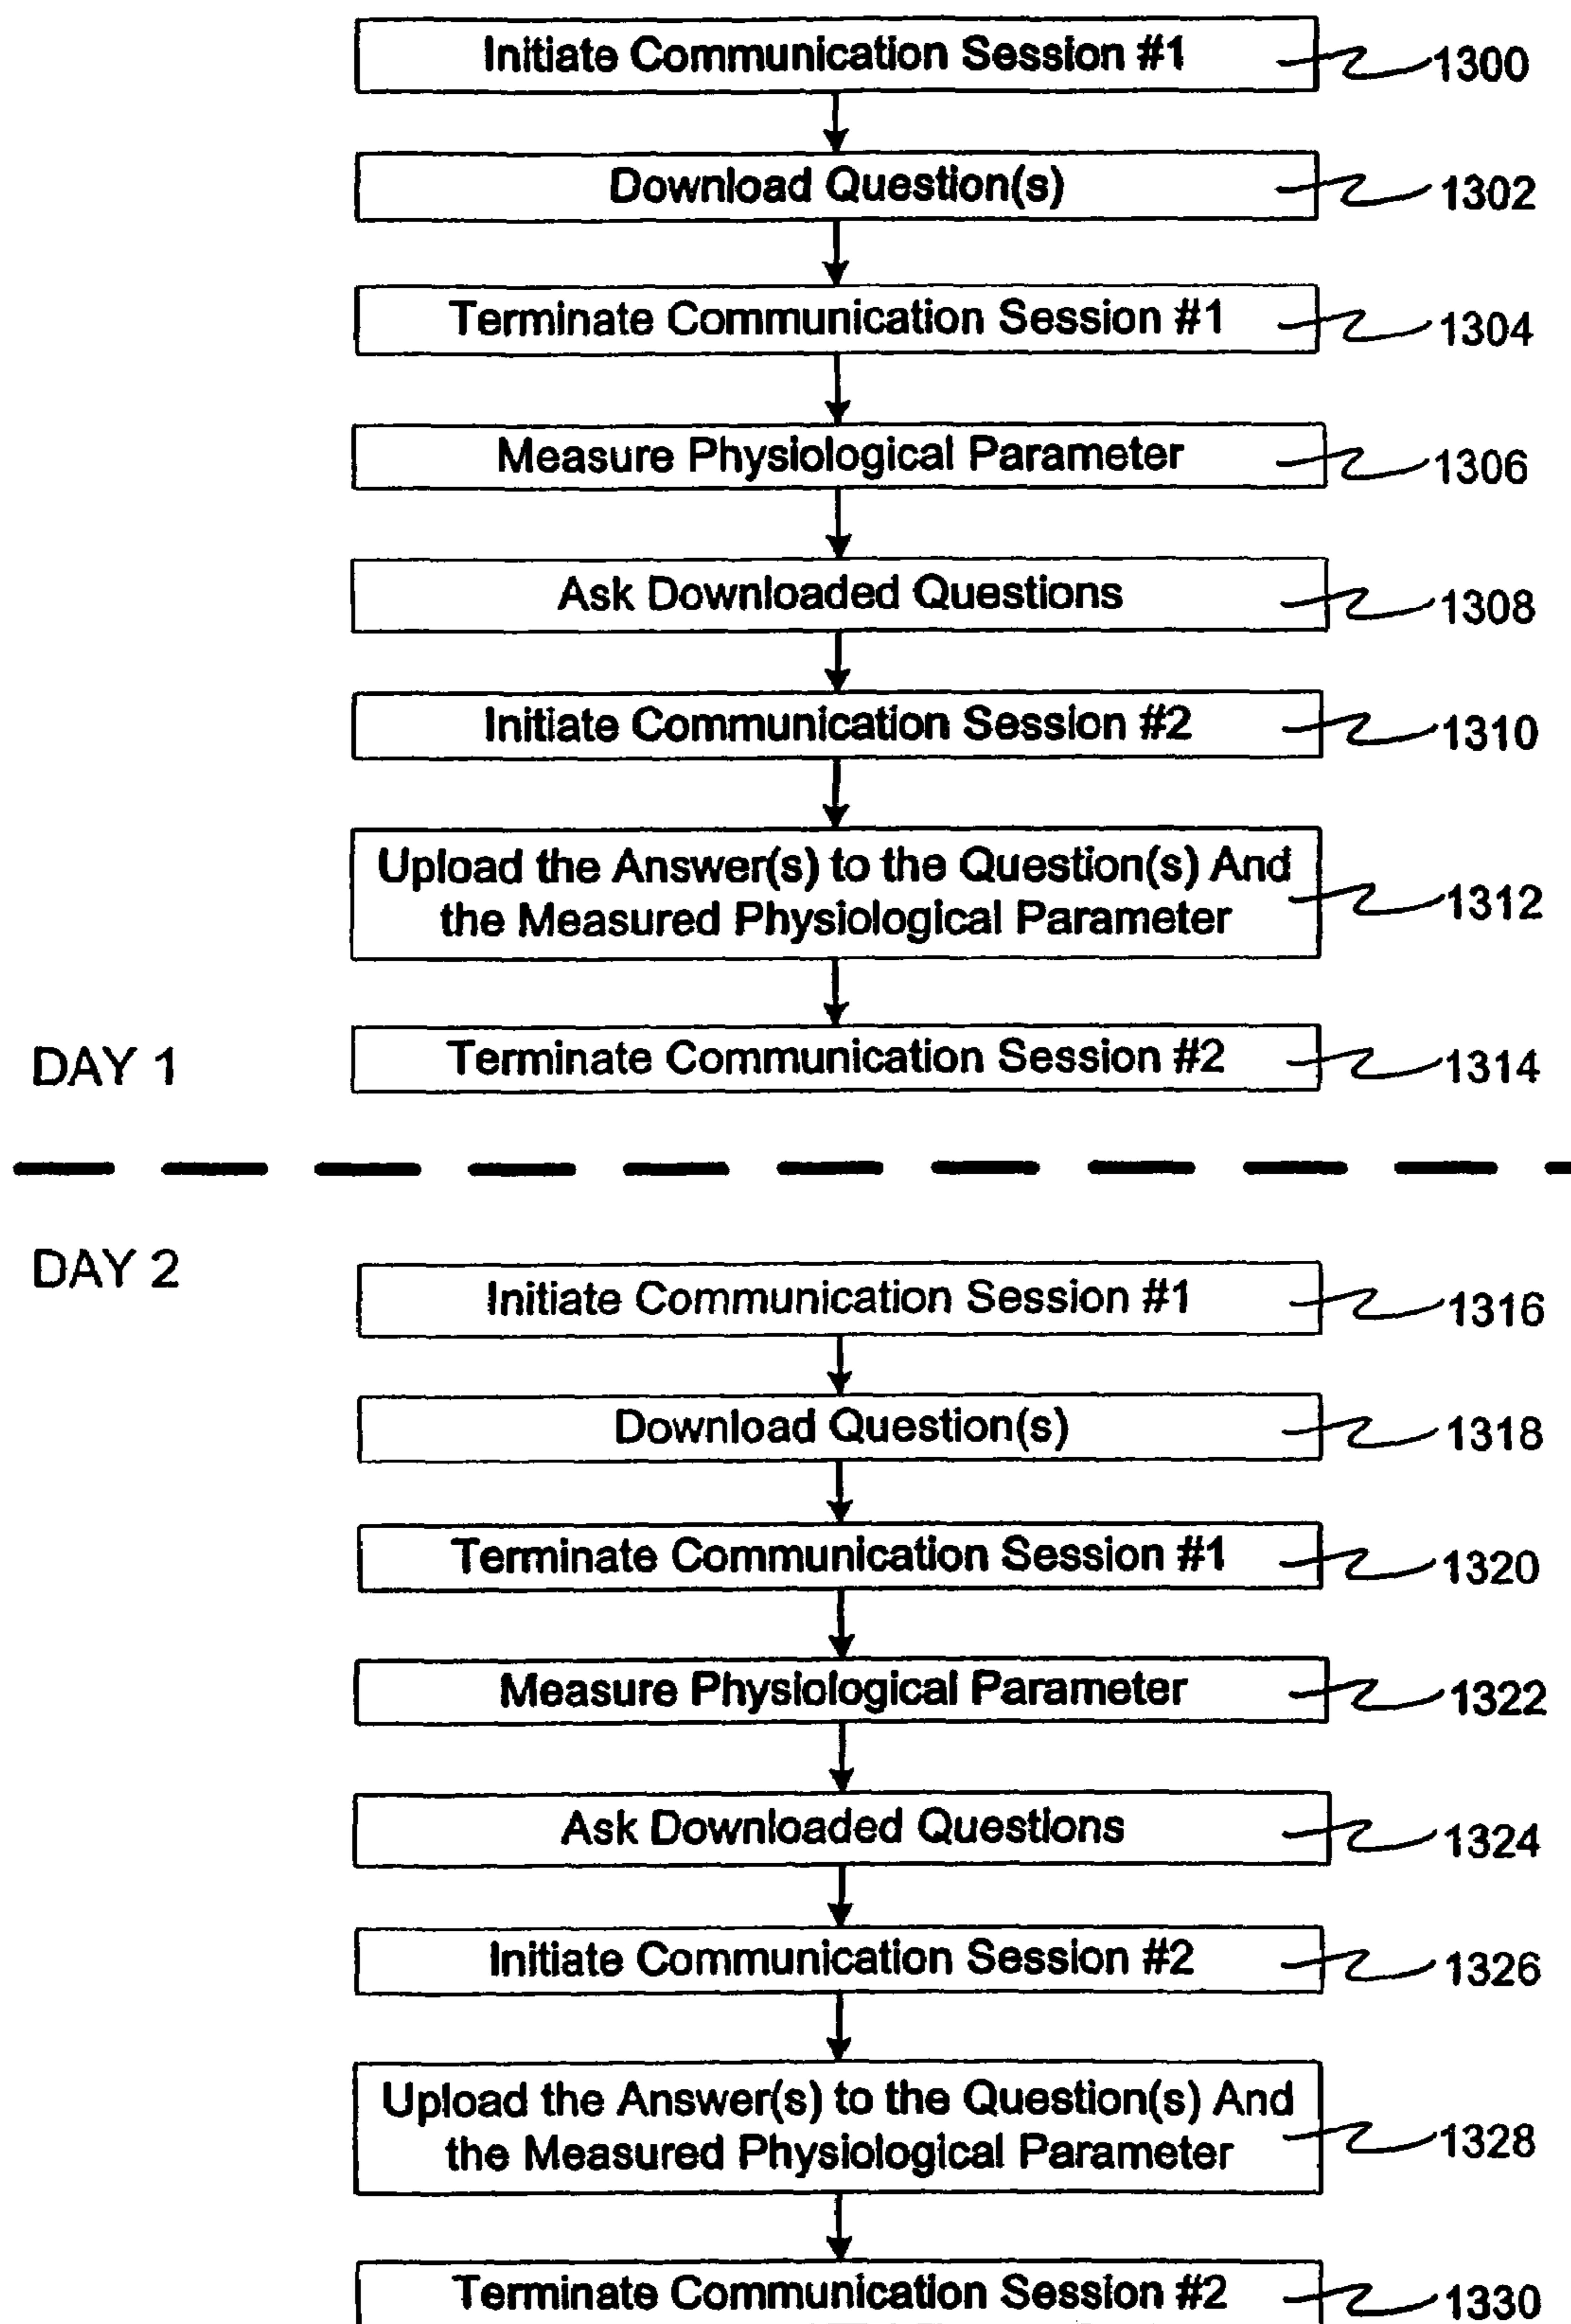 Initiate Communication Session #1
1300
Download Question(s)
1302
Terminate Communication Session #1
1304
Measure Physiological Parameter
1306
Ask Downloaded Questions
1308
Initiate Communication Session #2
1310
Upload the Answer(s) to the Question(s) And
the Measured Physiological Parameter
1312
DAY 1
Terminate Communication Session #2
1314
DAY 2
Initiate Communication Session #1
1316
Download Question(s)
1318
Terminate Communication Session #1
1320
Measure Physiological Parameter
1322
Ask Downloaded Questions
1324
Initiate Communication Session #2
1326
Upload the Answer(s) to the Question(s) And
the Measured Physiological Parameter
1328
Terminate Communication Session #2
1330